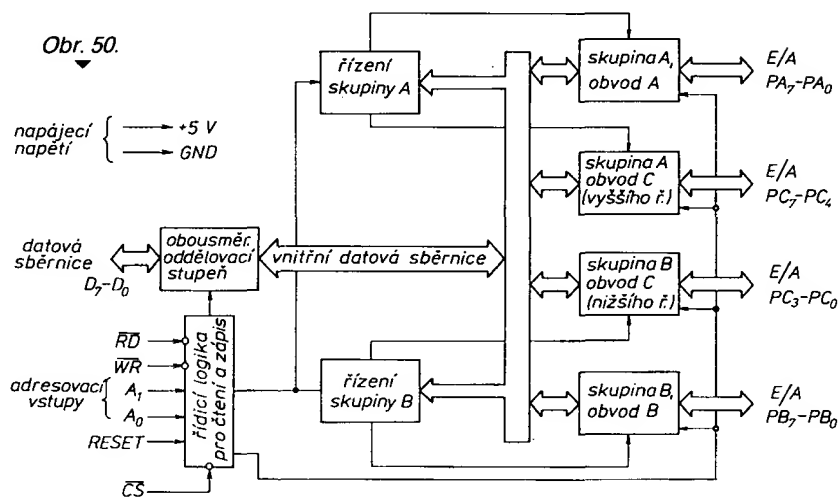 Obr. 50.
napájecí
napětí
+5 V
GND
datová
sběrnice
D7–D0
obousměr.
oddělovací
stupeň
vnitřní datová sběrnice
řízení
skupiny A
řízení
skupiny B
RD
WR
adresovací
vstupy
A1
A0
RESET
CS
řídicí logika
pro čtení a zápis
skupina A,
obvod A
E/A
PA7–PA0
skupina A
obvod C
(vyššího ř.)
E/A
PC7–PC4
skupina B
obvod C
(nižšího ř.)
E/A
PC3–PC0
skupina B,
obvod B
E/A
PB7–PB0